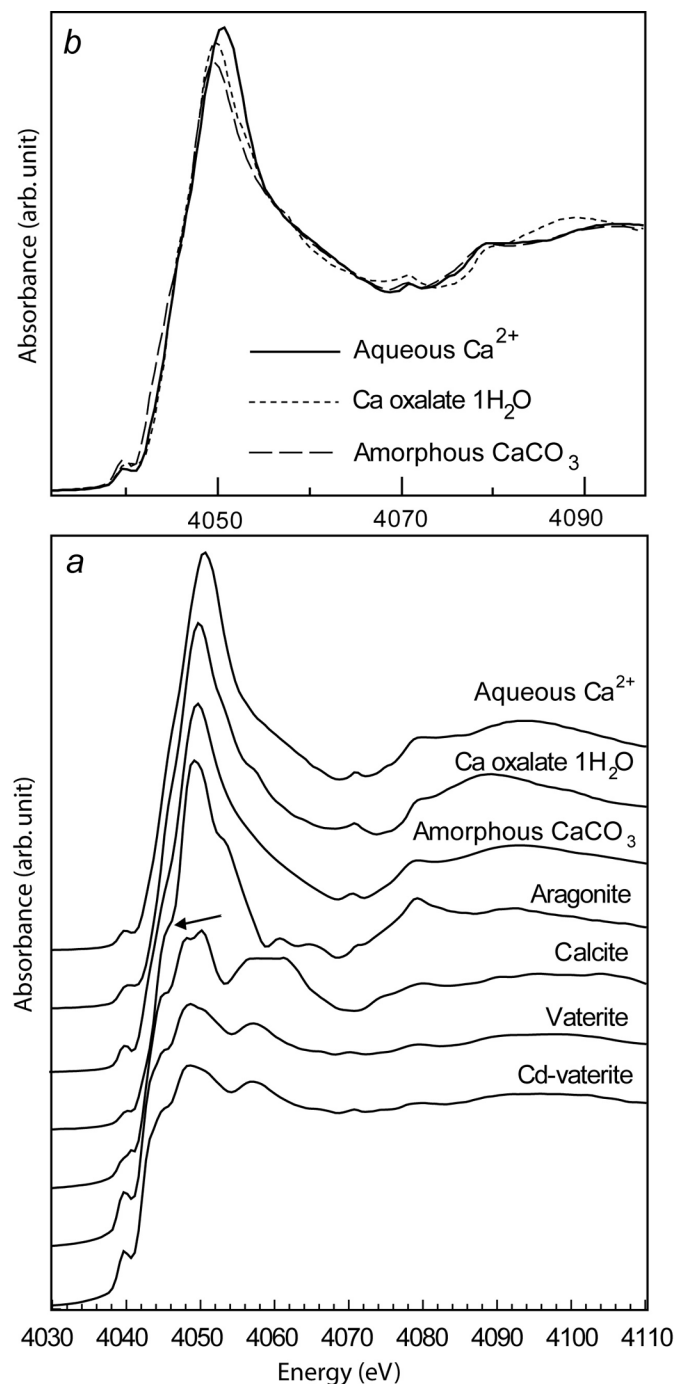 b
Absorbance (arb. unit)
Aqueous Ca2+
Ca oxalate 1H2O
Amorphous CaCO3
4050 4070 4090
a
Absorbance (arb. unit)
Aqueous Ca2+
Ca oxalate 1H2O
Amorphous CaCO3
Aragonite
Calcite
Vaterite
Cd-vaterite
4030 4040 4050 4060 4070 4080 4090 4100 4110
Energy (eV)